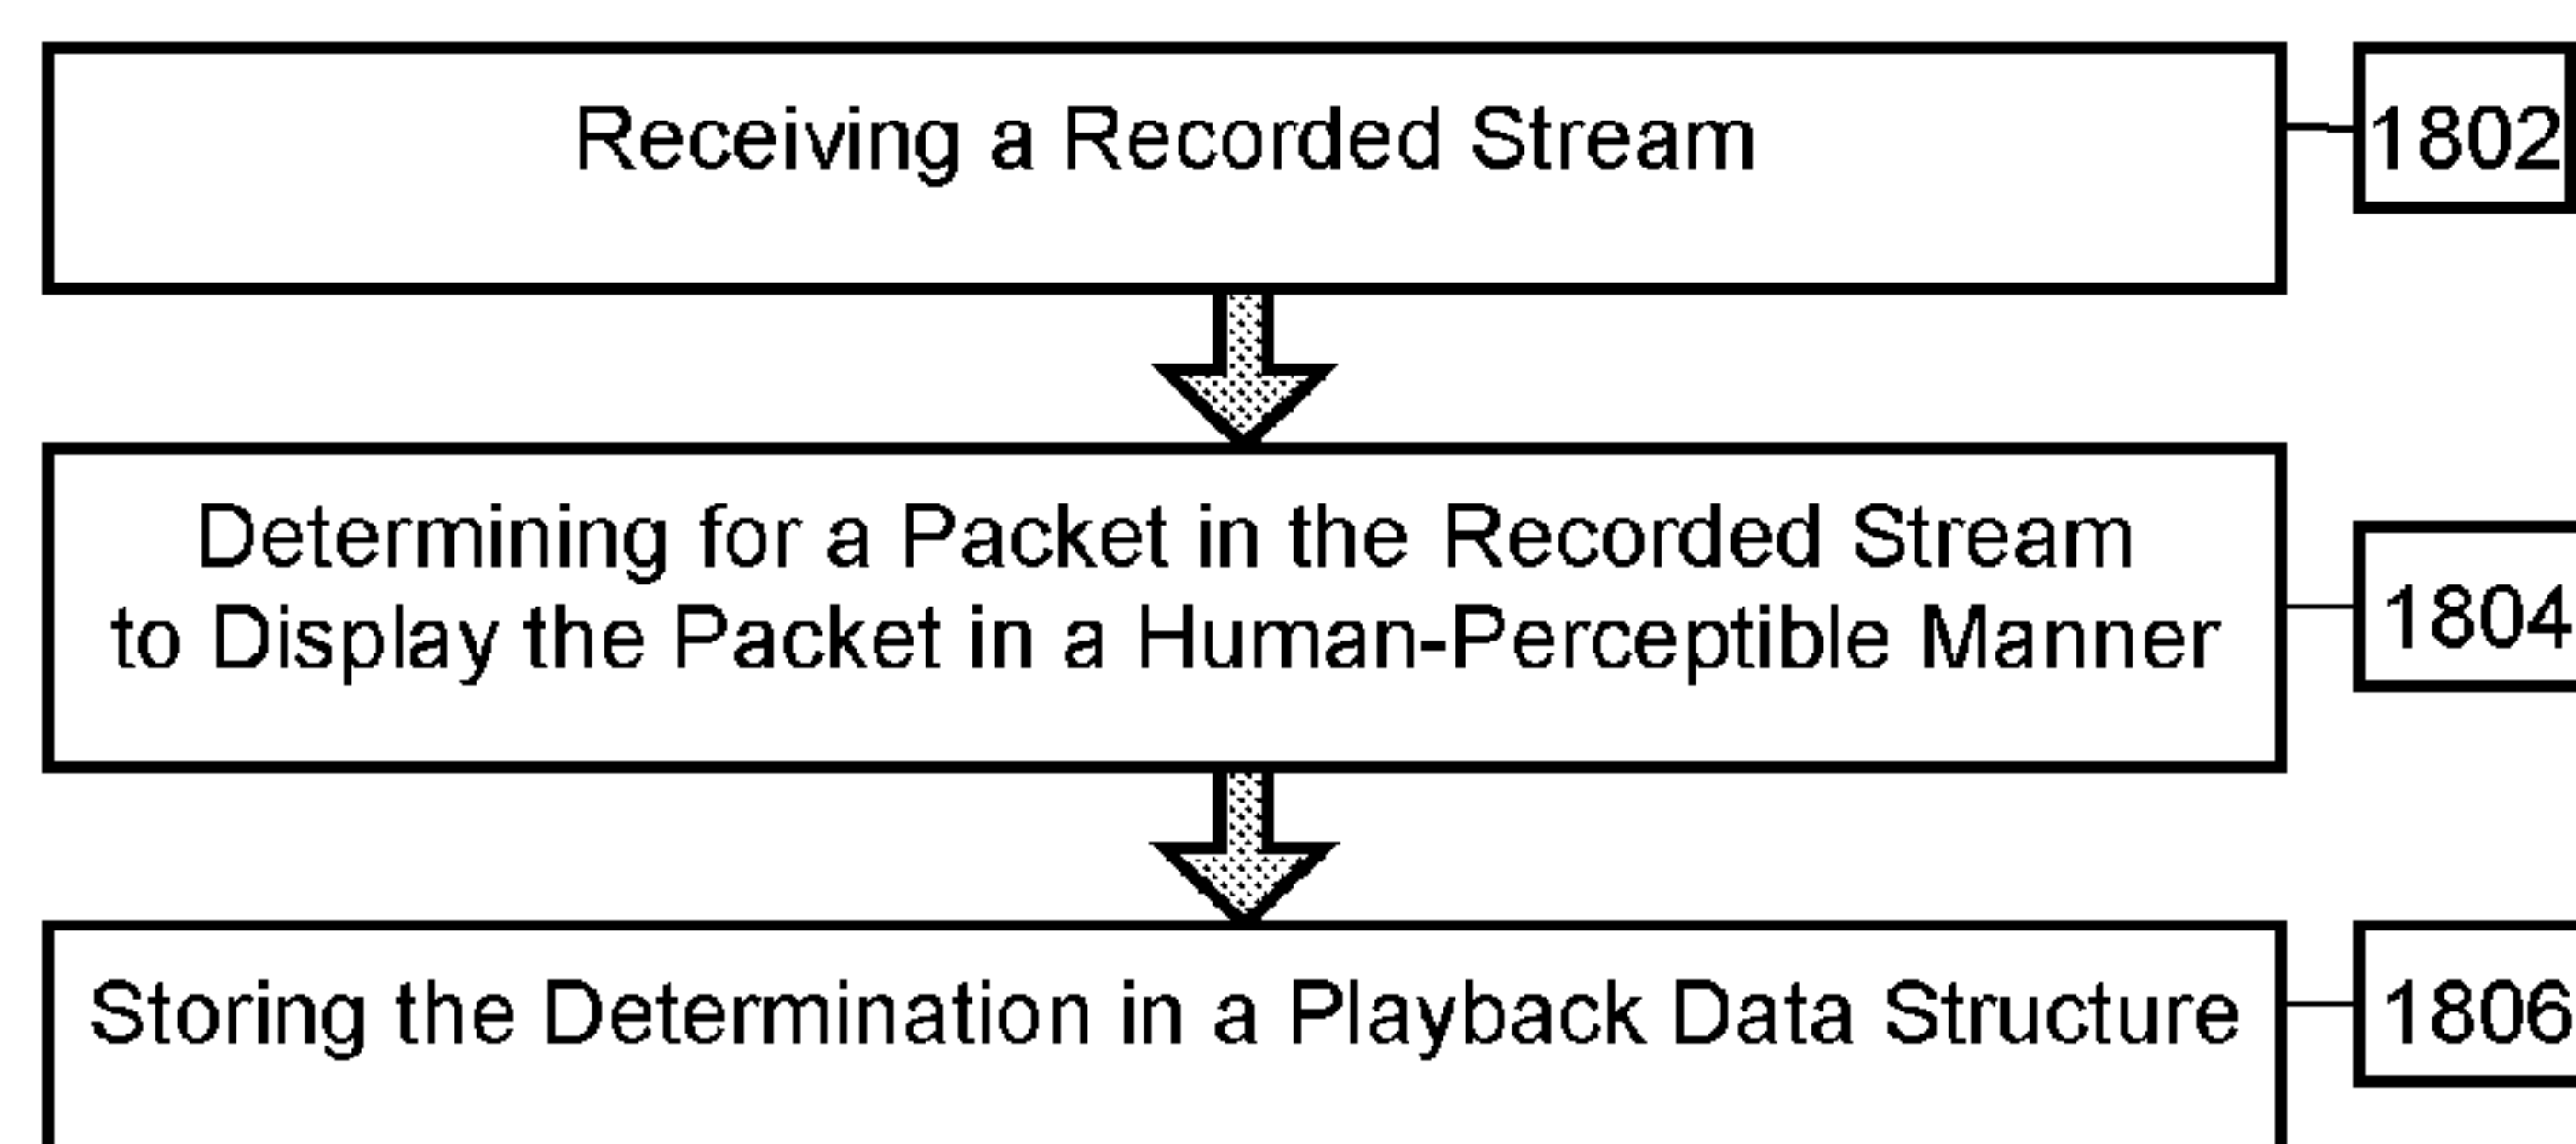 Receiving a Recorded Stream
1802
Determining for a Packet in the Recorded Stream
to Display the Packet in a Human-Perceptible Manner
1804
Storing the Determination in a Playback Data Structure
1806